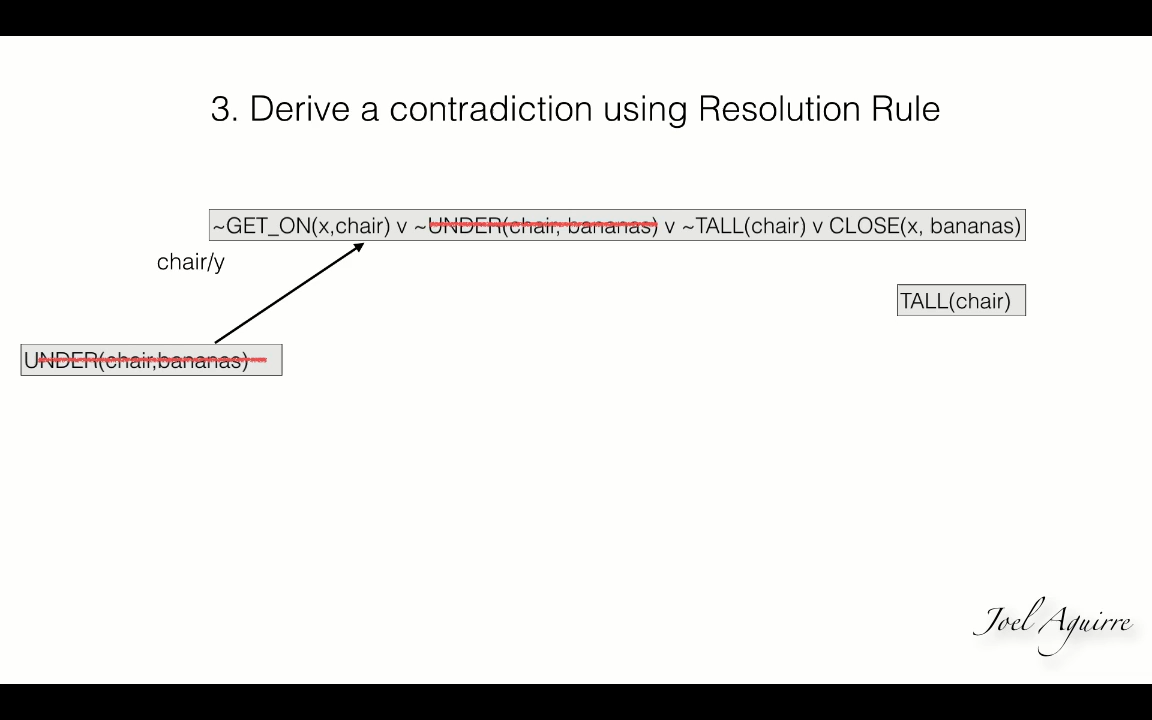 3. Derive a contradiction using Resolution Rule
~GET_ON(x,chair) v ~UNDER(chair, bananas) v ~TALL(chair) v CLOSE(x, bananas)
chair/y
TALL(chair)
UNDER(chair,bananas)
Joel Aguirre